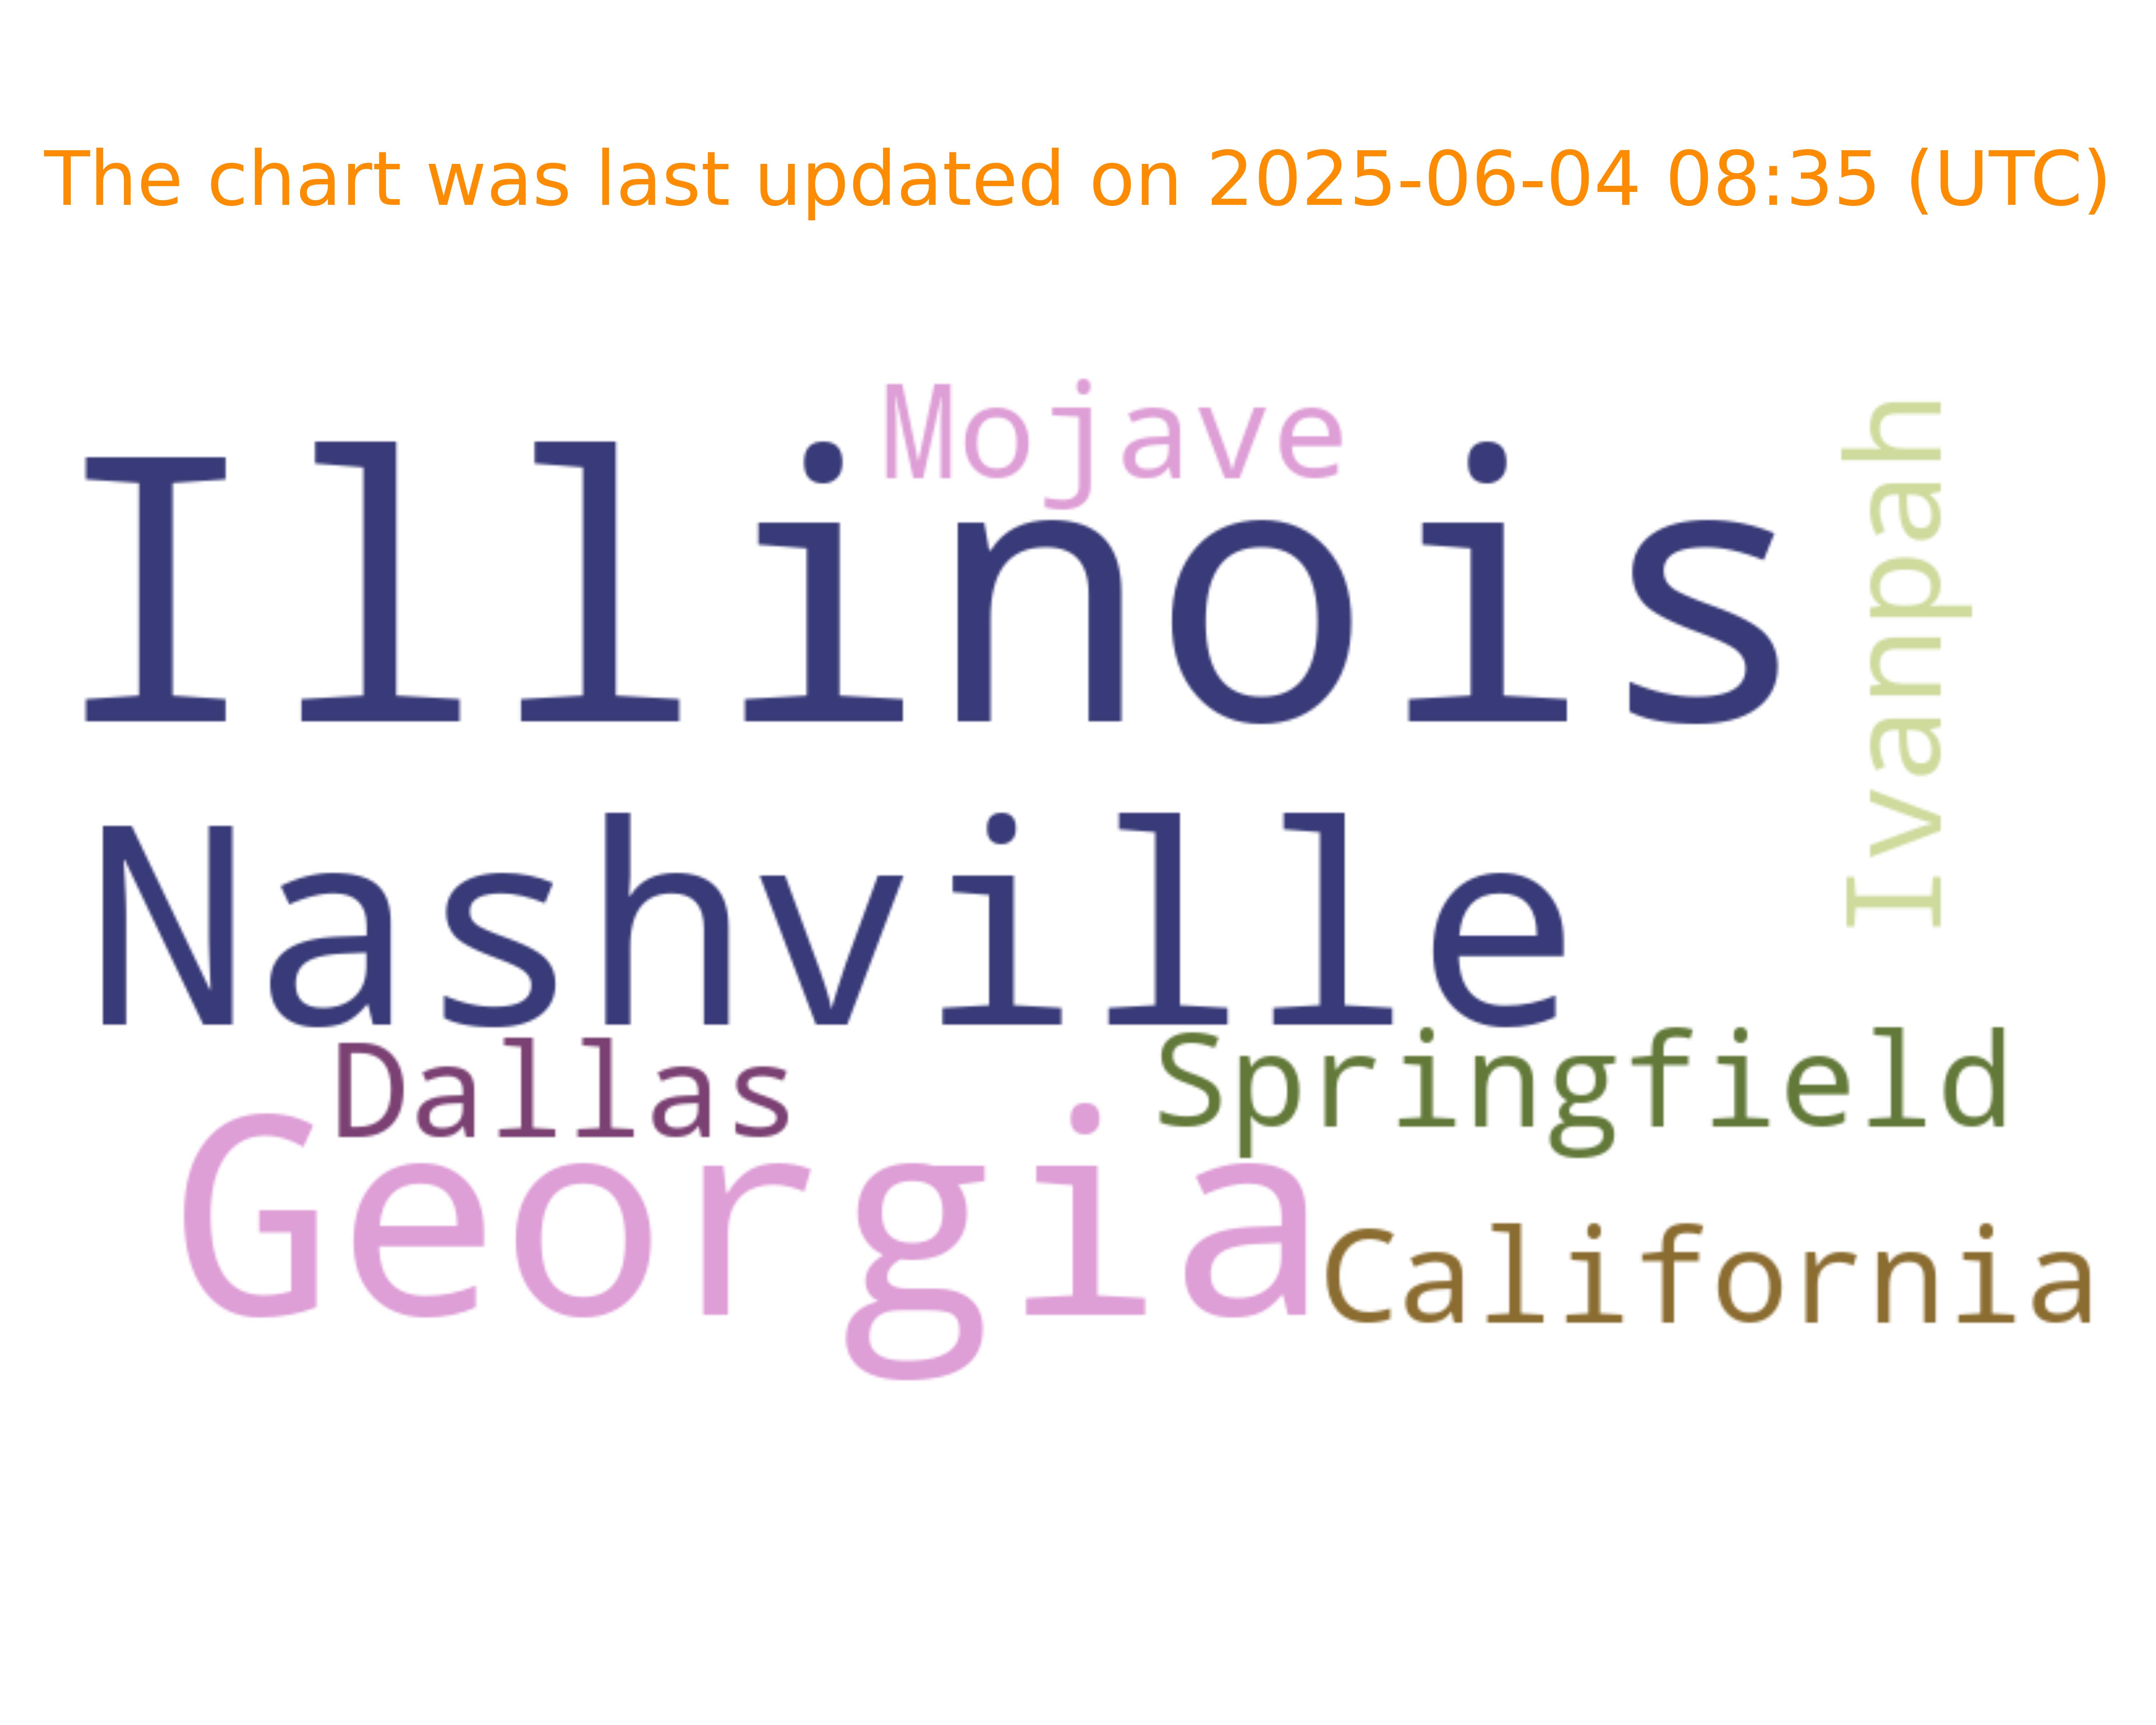 The chart was last updated on 2025-06-04 08:35 (UTC)
Mojave
Illinois
Ivanpah
Nashville
Dallas
Springfield
Georgia
California